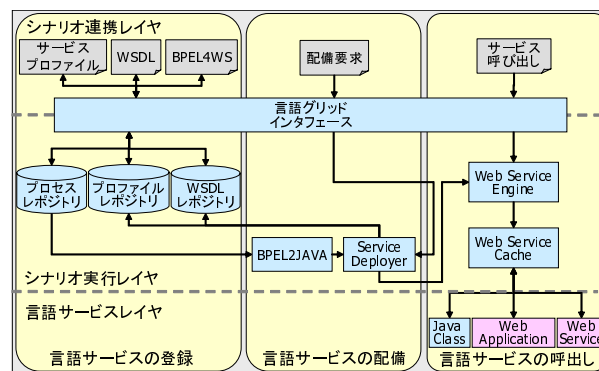 シナリオ連携レイヤ
サービス
プロファイル
WSDL
BPEL4WS
配備要求
サービス
呼び出し
言語グリッド
インタフェース
プロセス
レポジトリ
プロファイル
レポジトリ
WSDL
レポジトリ
Web Service
Engine
BPEL2JAVA
Service
Deployer
Web Service
Cache
シナリオ実行レイヤ
言語サービスレイヤ
Java
Class
Web
Application
Web
Service
言語サービスの登録
言語サービスの配備
言語サービスの呼出し